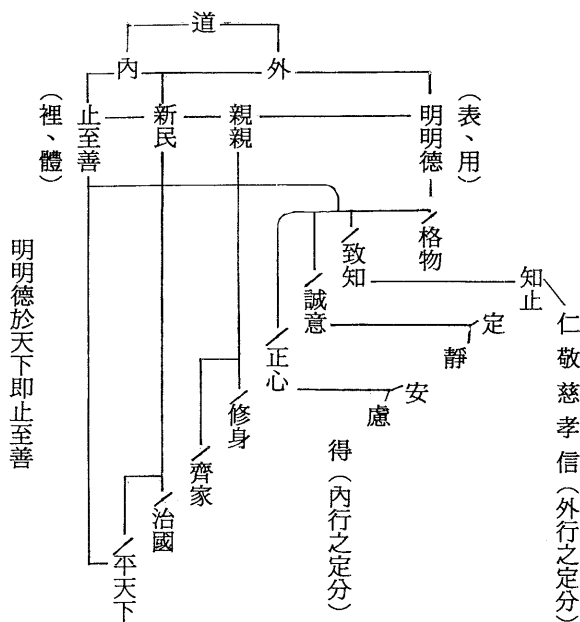 道
外
內
（表、用）
明明德
親親
新民
止至善
（裡、體）
格物
致知
誠意
正心
修身
齊家
治國
平天下
知止
仁敬慈孝信（外行之定分）
定
靜
安
慮
得（內行之定分）
明明德於天下即止至善